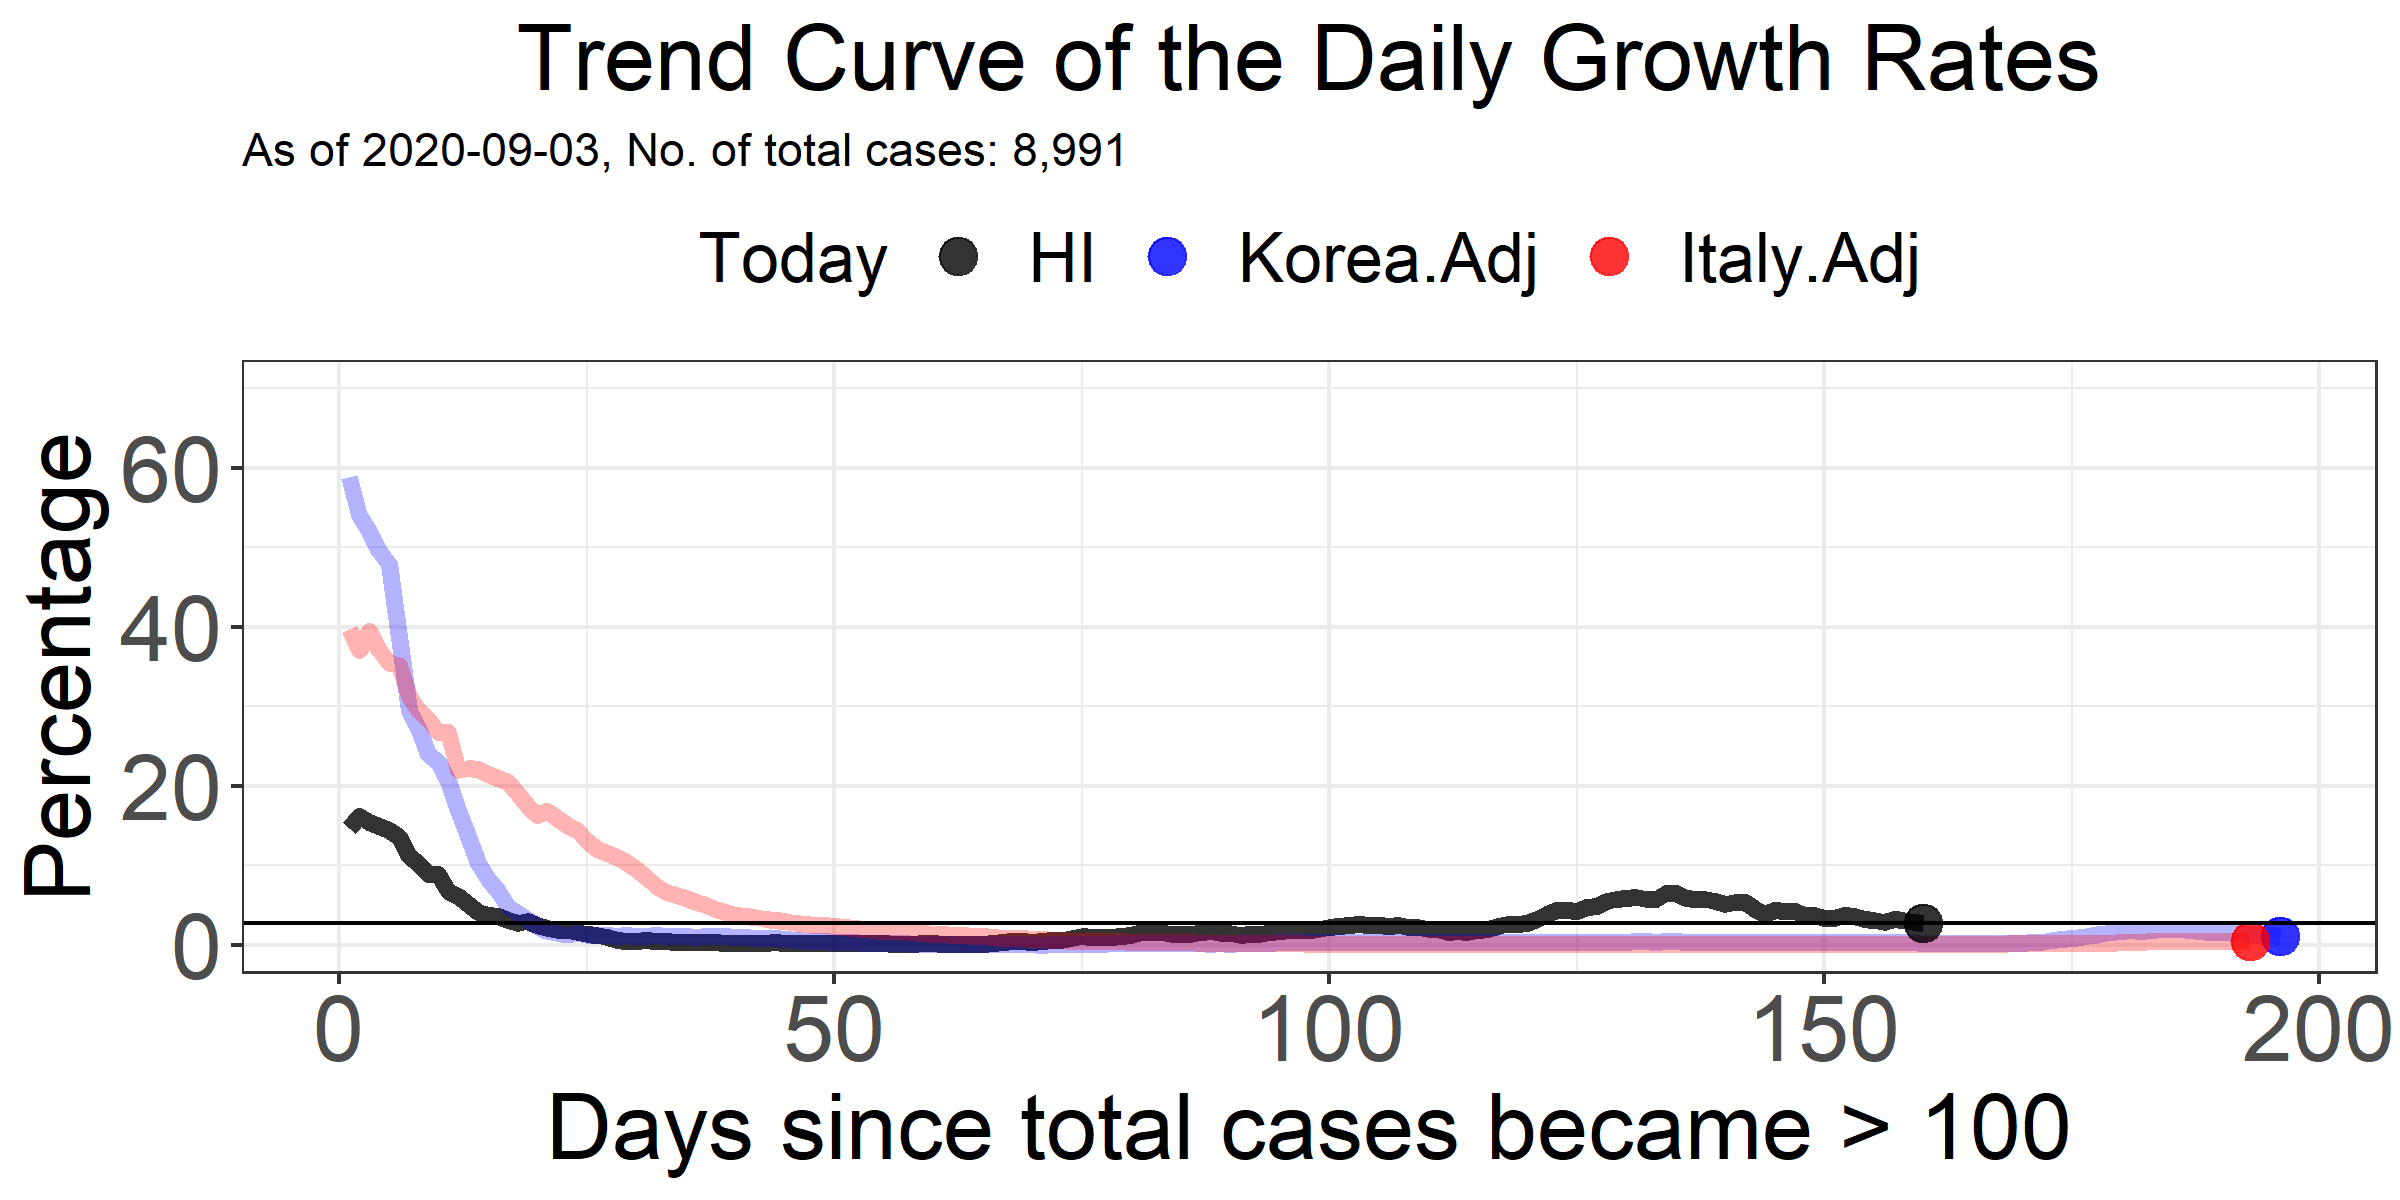 Trend Curve of the Daily Growth Rates
As of 2020-09-03, No. of total cases: 8,991
Today HI Korea.Adj Italy.Adj
Percentage
60
40
20
0
0 50 100 150 200
Days since total cases became > 100